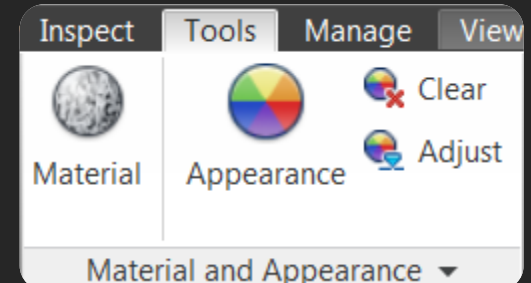 Inspect Tools Manage View
Clear
Adjust
Material
Appearance
Material and Appearance